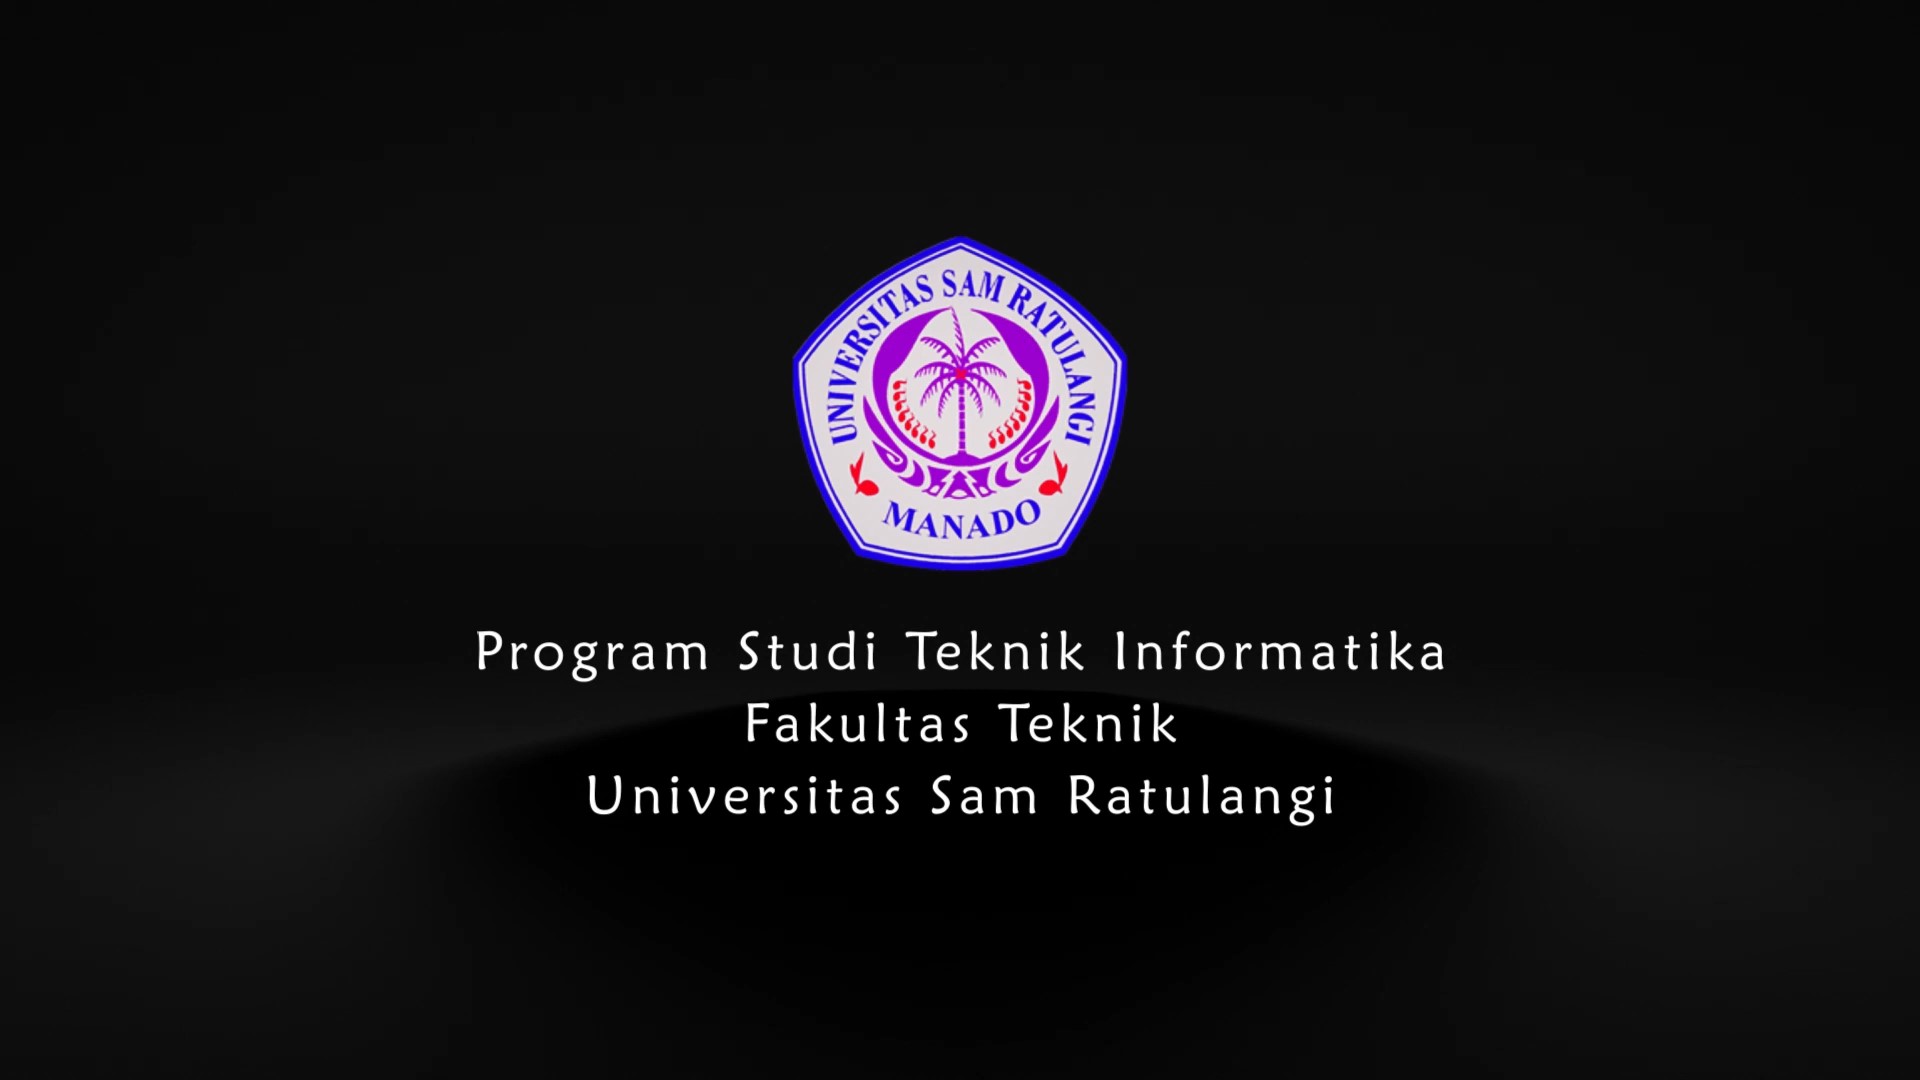 UNIVERSITAS SAM RATULANGI
MANADO
Program Studi Teknik Informatika
Fakultas Teknik
Universitas Sam Ratulangi